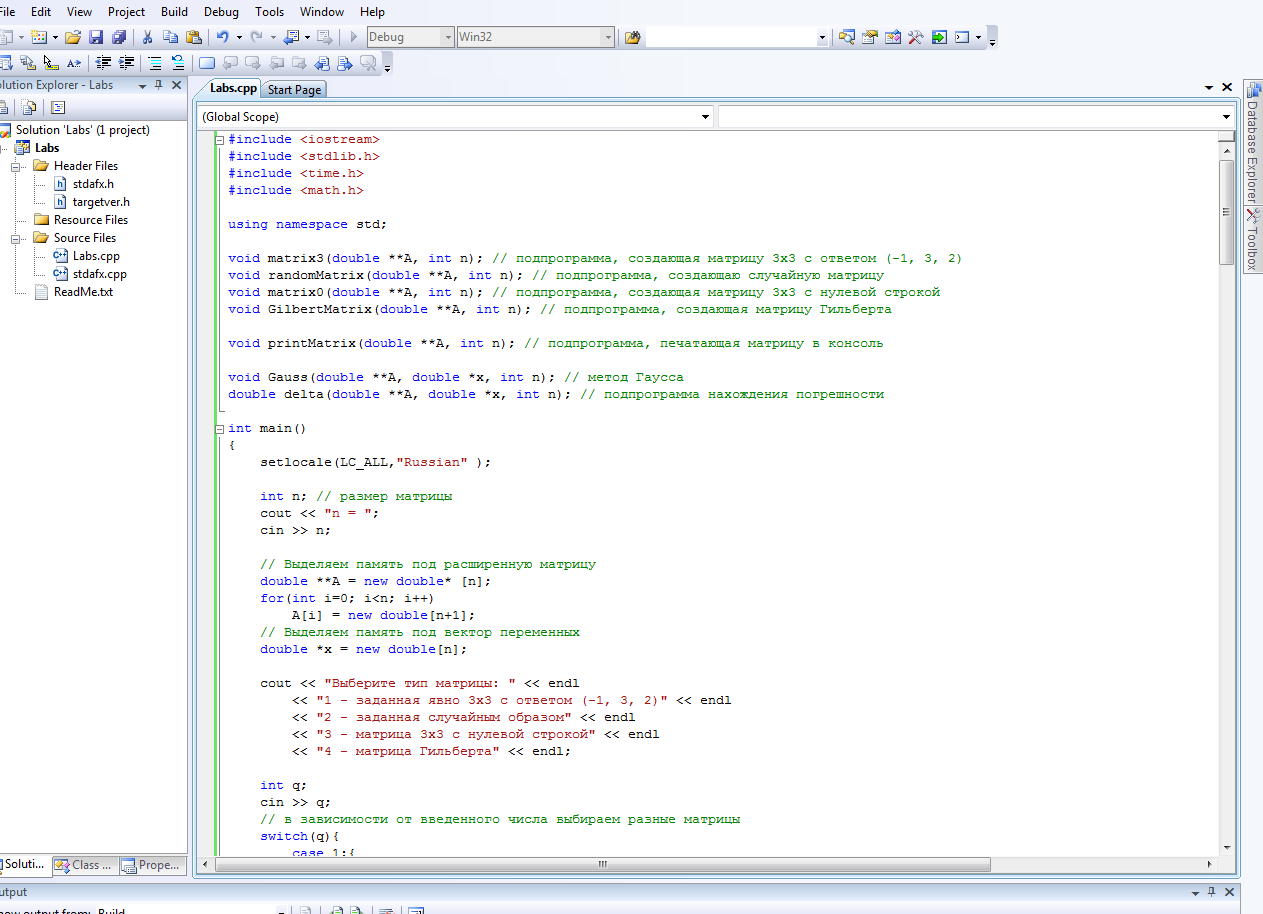 File Edit View Project Build Debug Tools Window Help
Debug Win32
Solution Explorer - Labs
Solution 'Labs' (1 project)
Labs
Header Files
stdafx.h
targetver.h
Resource Files
Source Files
Labs.cpp
stdafx.cpp
ReadMe.txt
Soluti... Class ... Prope...
Labs.cpp Start Page
(Global Scope)
#include <iostream>
#include <stdlib.h>
#include <time.h>
#include <math.h>
using namespace std;
void matrix3(double **A, int n); // подпрограмма, создающая матрицу 3х3 с ответом (-1, 3, 2)
void randomMatrix(double **A, int n); // подпрограмма, создающаю случайную матрицу
void matrix0(double **A, int n); // подпрограмма, создающая матрицу 3х3 с нулевой строкой
void GilbertMatrix(double **A, int n); // подпрограмма, создающая матрицу Гильберта
void printMatrix(double **A, int n); // подпрограмма, печатающая матрицу в консоль
void Gauss(double **A, double *x, int n); // метод Гаусса
double delta(double **A, double *x, int n); // подпрограмма нахождения погрешности
int main()
{
setlocale(LC_ALL,"Russian" );
int n; // размер матрицы
cout << "n = ";
cin >> n;
// Выделяем память под расширенную матрицу
double **A = new double* [n];
for(int i=0; i<n; i++)
A[i] = new double[n+1];
// Выделяем память под вектор переменных
double *x = new double[n];
cout << "Выберите тип матрицы: " << endl
<< "1 - заданная явно 3х3 с ответом (-1, 3, 2)" << endl
<< "2 - заданная случайным образом" << endl
<< "3 - матрица 3х3 с нулевой строкой" << endl
<< "4 - матрица Гильберта" << endl;
int q;
cin >> q;
// в зависимости от введенного числа выбираем разные матрицы
switch(q){
case 1:{
Database Explorer
Toolbox
Output
Show output from: Build